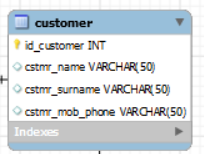 customer
id_customer INT
cstmr_name VARCHAR(50)
cstmr_surname VARCHAR(50)
cstmr_mob_phone VARCHAR(50)
Indexes